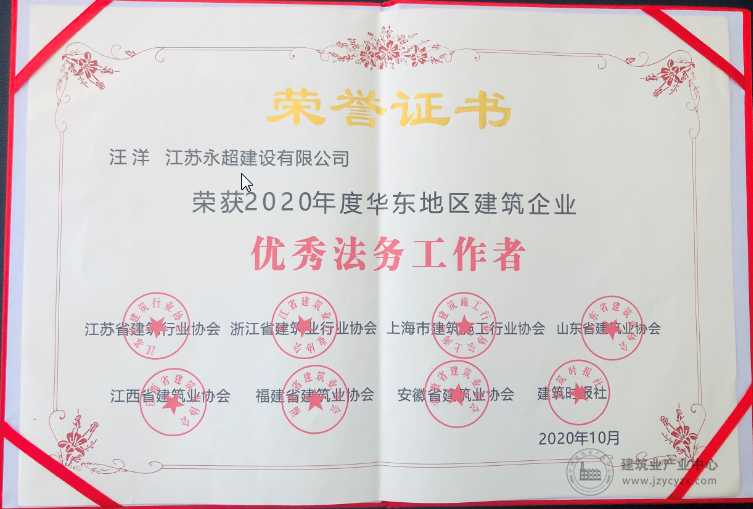 荣誉证书
汪洋 江苏永超建设有限公司
荣获2020年度华东地区建筑企业
优秀法务工作者
江苏省建筑行业协会 浙江省建筑业行业协会 上海市建筑施工行业协会 山东省建筑业协会
江西省建筑业协会 福建省建筑业协会 安徽省建筑业协会 建筑时报社
2020年10月
建筑业产业中心
www.jzycyzx.com